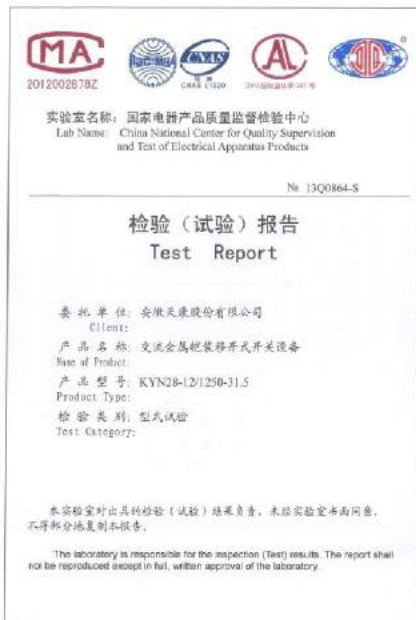 MA
2012002878Z
ilac-MRA
CNAS
CNAS L1020
AL
实验室名称：国家电器产品质量监督检验中心
Lab Name: China National Center for Quality Supervision
and Test of Electrical Apparatus Products
№ 13Q0864-S
检验（试验）报告
Test Report
委托单位：安徽天康股份有限公司
Client:
产品名称：交流金属铠装移开式开关设备
Name of Product:
产品型号：KYN28-12/1250-31.5
Product Type:
检验类别：型式试验
Test Category:
本实验室对出具的检验（试验）结果负责，未经实验室书面同意，
不得部分地复制本报告。
The laboratory is responsible for the inspection (Test) results. The report shall
not be reproduced except in full, written approval of the laboratory.